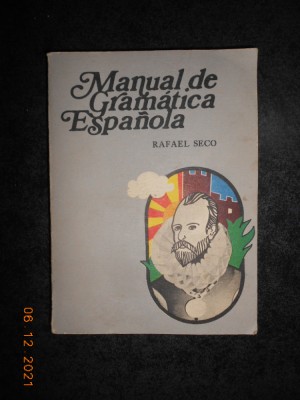 Manual de
Gramática
Española
RAFAEL SECO
06.12.2021